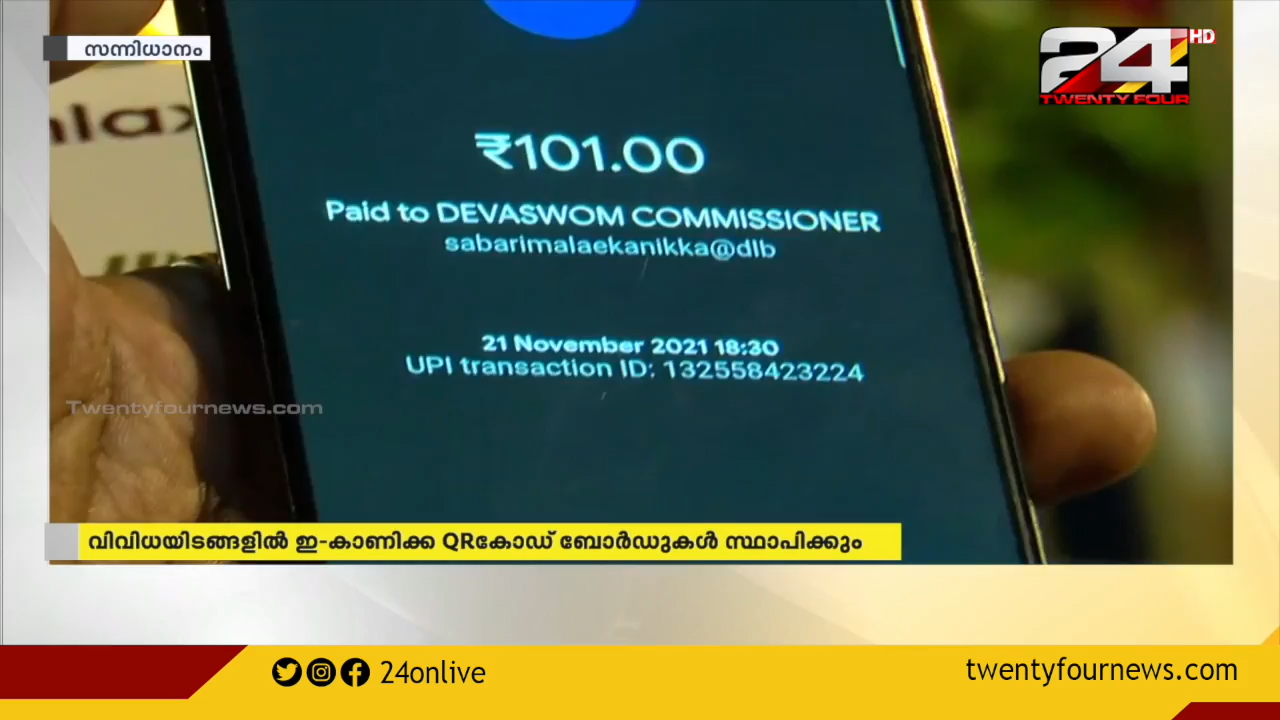 സന്നിധാനം
24 HD
TWENTY FOUR
₹101.00
Paid to DEVASWOM COMMISSIONER
sabarimalaekanikka@dlb
21 November 2021 18:30
UPI transaction ID: 132558423224
Twentyfournews.com
വിവിധയിടങ്ങളിൽ ഇ-കാണിക്ക QRകോഡ് ബോർഡുകൾ സ്ഥാപിക്കും
24onlive
twentyfournews.com